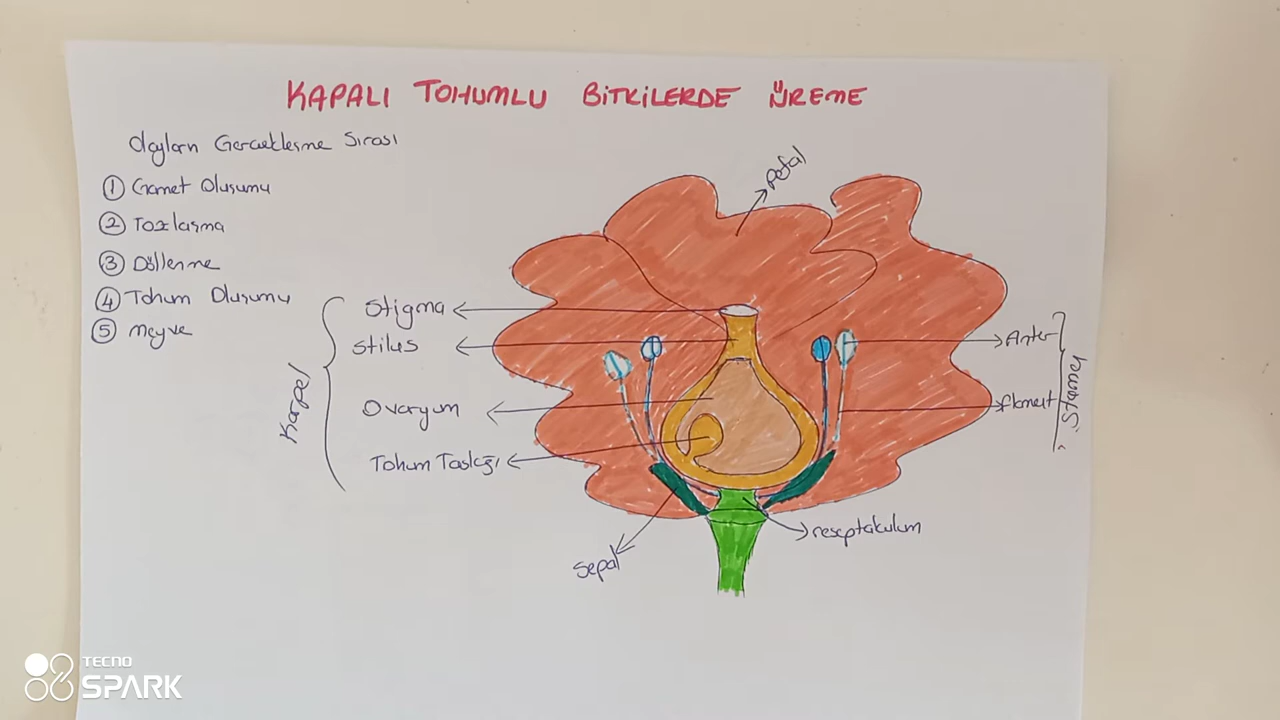 KAPALI TOHUMLU BİTKİLERDE ÜREME
Olayların Gerçekleşme Sırası
① Gamet Oluşumu
② Tozlaşma
③ Döllenme
④ Tohum Oluşumu
⑤ Meyve
Petal
Stigma
Stilus
Ovaryum
Tohum Taslağı
Karpel
Anter
flament
Stamen
Sepal
reseptakulum
TECNO
SPARK